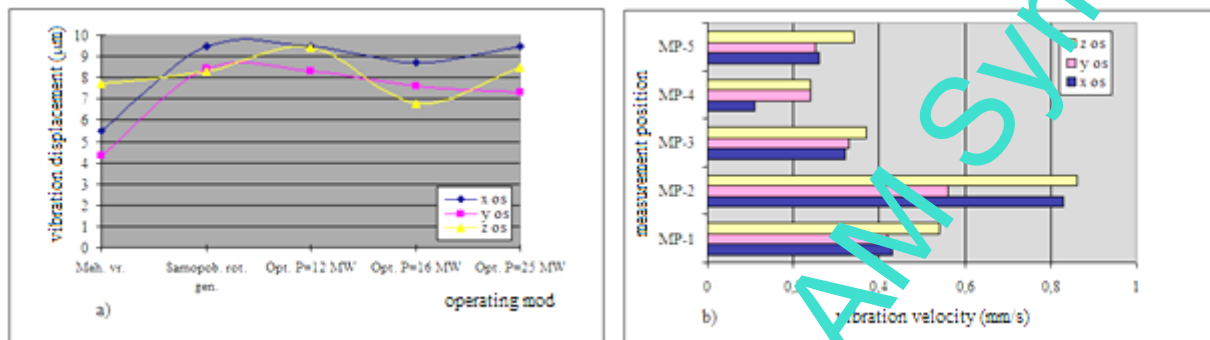 vibration displacement (µm)
10
9
8
7
6
5
4
3
2
1
0
x os
y os
z os
Meh. vr.
Samopob. rot. gen.
Opt. P=12 MW
Opt. P=16 MW
Opt. P=25 MW
operating mod
a)
measurement position
MP-5
MP-4
MP-3
MP-2
MP-1
z os
y os
x os
0
0,4
0,6
0,8
1
b)
vibration velocity (mm/s)
AM Syn